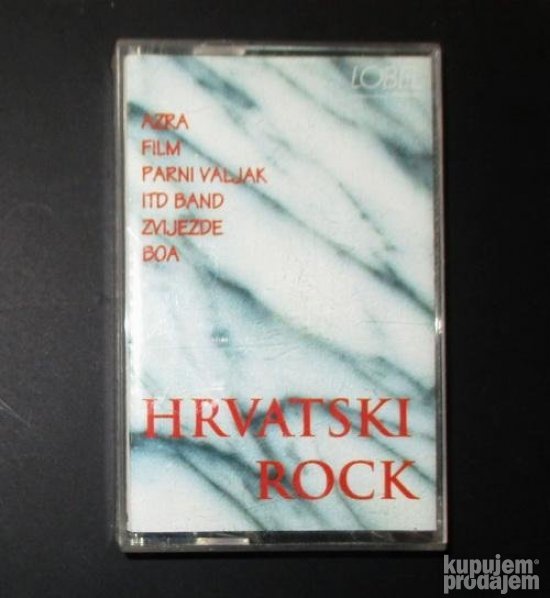 LOBEL
AZRA
FILM
PARNI VALJAK
ITD BAND
ZVIJEZDE
BOA
HRVATSKI
ROCK
kupujem
prodajem